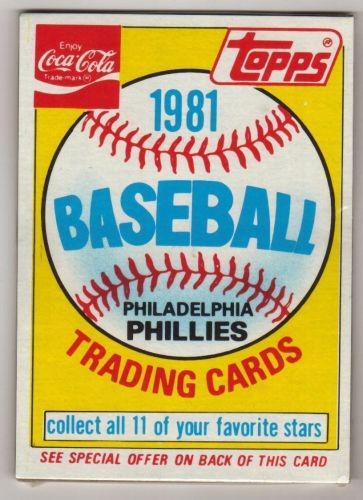 Enjoy
Coca-Cola
Trade-mark ®
TOPPS ®
1981
BASEBALL
PHILADELPHIA
PHILLIES
TRADING CARDS
collect all 11 of your favorite stars
SEE SPECIAL OFFER ON BACK OF THIS CARD